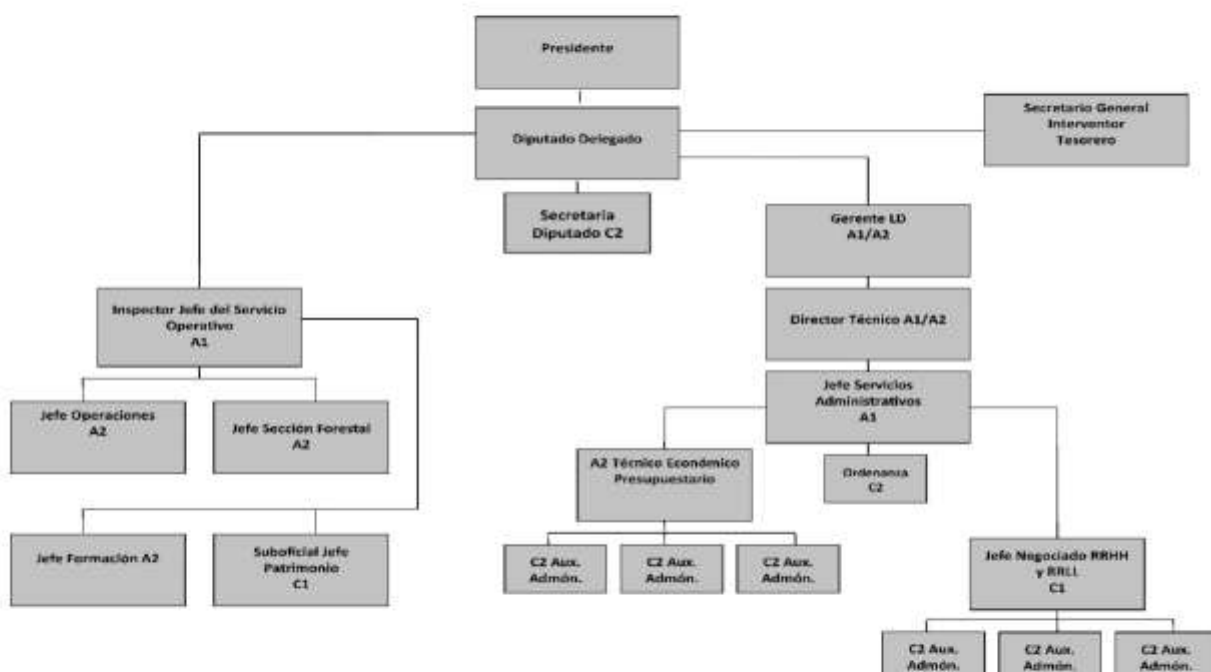 Presidente
Diputado Delegado
Secretario General
Interventor
Tesorero
Secretaria
Diputado C2
Gerente LD
A1/A2
Inspector Jefe del Servicio
Operativo
A1
Director Técnico A1/A2
Jefe Servicios
Administrativos
A1
Jefe Operaciones
A2
Jefe Sección Forestal
A2
A2 Técnico Económico
Presupuestario
Ordenanza
C2
Jefe Formación A2
Suboficial Jefe
Patrimonio
C1
C2 Aux.
Admón.
C2 Aux.
Admón.
C2 Aux.
Admón.
Jefe Negociado RRHH
y RRLL
C1
C2 Aux.
Admón.
C2 Aux.
Admón.
C2 Aux.
Admón.